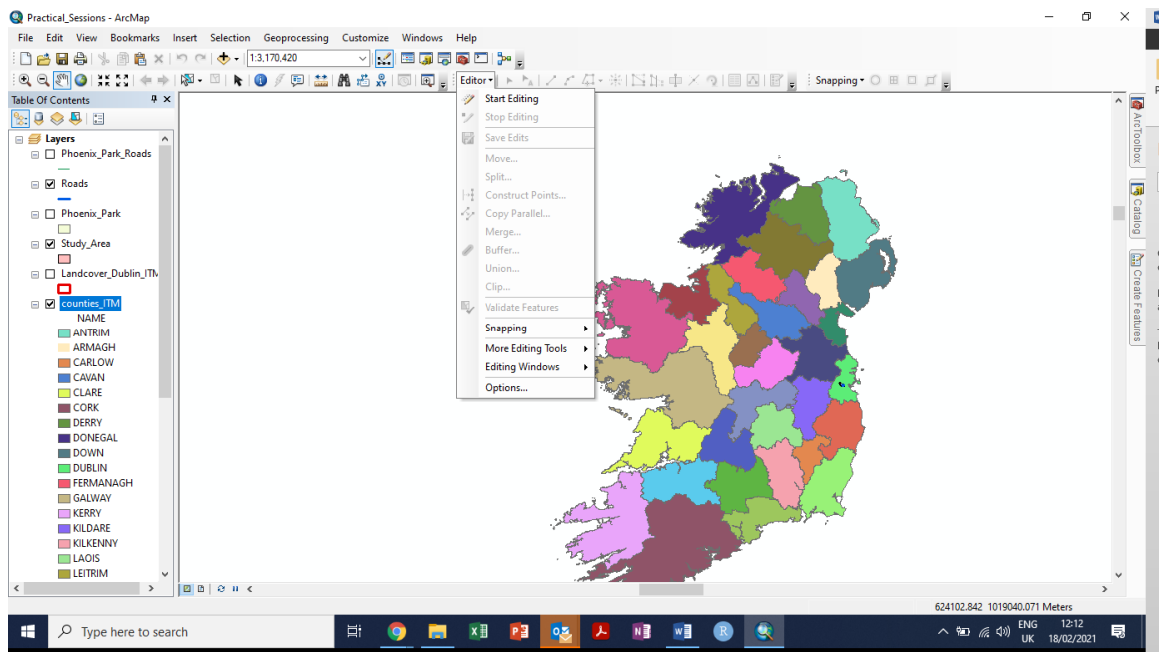 Practical_Sessions - ArcMap
File Edit View Bookmarks Insert Selection Geoprocessing Customize Windows Help
1:3,170,420
Editor Snapping
Table Of Contents
Start Editing
Stop Editing
Save Edits
Move...
Split...
Construct Points...
Copy Parallel...
Merge...
Buffer...
Union...
Clip...
Validate Features
Snapping
More Editing Tools
Editing Windows
Options...
Layers
Phoenix_Park_Roads
Roads
Phoenix_Park
Study_Area
Landcover_Dublin_ITM
counties_ITM
NAME
ANTRIM
ARMAGH
CARLOW
CAVAN
CLARE
CORK
DERRY
DONEGAL
DOWN
DUBLIN
FERMANAGH
GALWAY
KERRY
KILDARE
KILKENNY
LAOIS
LEITRIM
ArcToolbox
Catalog
Create Features
624102.842 1019040.071 Meters
Type here to search
ENG
UK
12:12
18/02/2021